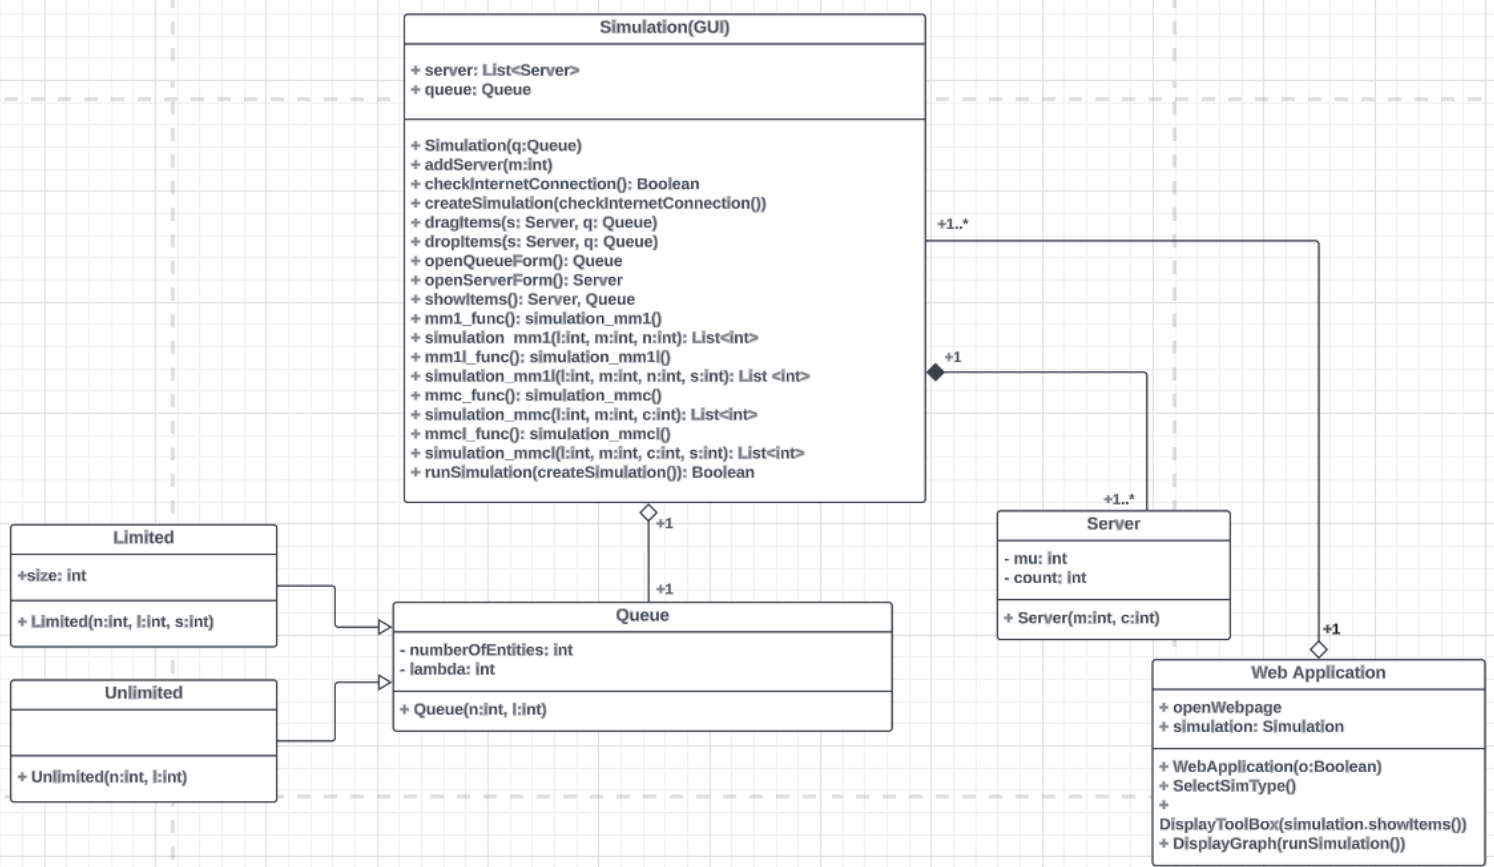 Simulation(GUI)
+ server: List<Server>
+ queue: Queue
+ Simulation(q:Queue)
+ addServer(m:int)
+ checkInternetConnection(): Boolean
+ createSimulation(checkInternetConnection())
+ dragItems(s: Server, q: Queue)
+ dropItems(s: Server, q: Queue)
+ openQueueForm(): Queue
+ openServerForm(): Server
+ showItems(): Server, Queue
+ mm1_func(): simulation_mm1()
+ simulation_mm1(l:int, m:int, n:int): List<int>
+ mm1l_func(): simulation_mm1l()
+ simulation_mm1l(l:int, m:int, n:int, s:int): List <int>
+ mmc_func(): simulation_mmc()
+ simulation_mmc(l:int, m:int, c:int): List<int>
+ mmcl_func(): simulation_mmcl()
+ simulation_mmcl(l:int, m:int, c:int, s:int): List<int>
+ runSimulation(createSimulation()): Boolean
+1..*
+1
+1..*
+1
+1
+1
Limited
+size: int
+ Limited(n:int, l:int, s:int)
Unlimited
+ Unlimited(n:int, l:int)
Queue
- numberOfEntities: int
- lambda: int
+ Queue(n:int, l:int)
Server
- mu: int
- count: int
+ Server(m:int, c:int)
Web Application
+ openWebpage
+ simulation: Simulation
+ WebApplication(o:Boolean)
+ SelectSimType()
+
DisplayToolBox(simulation.showItems())
+ DisplayGraph(runSimulation())